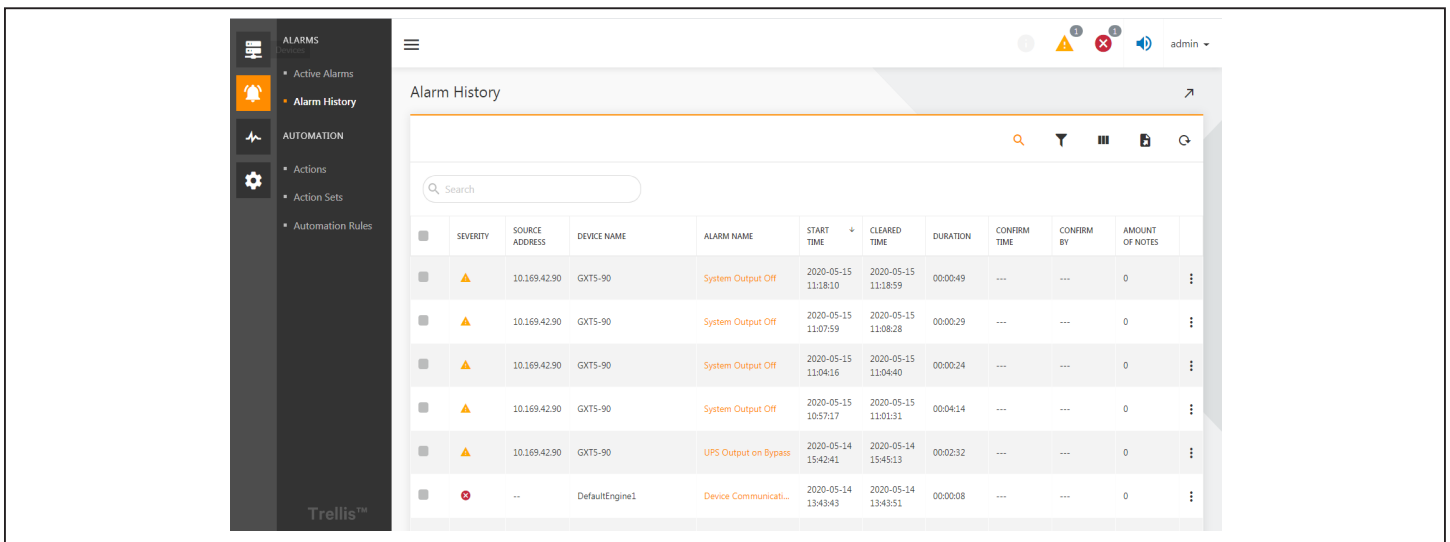 ALARMS
Devices
Active Alarms
Alarm History
AUTOMATION
Actions
Action Sets
Automation Rules
Trellis™
1
1
admin
Alarm History
Search
SEVERITY SOURCE ADDRESS DEVICE NAME ALARM NAME START TIME CLEARED TIME DURATION CONFIRM TIME CONFIRM BY AMOUNT OF NOTES
10.169.42.90 GXT5-90 System Output Off 2020-05-15 11:18:10 2020-05-15 11:18:59 00:00:49 --- --- 0
10.169.42.90 GXT5-90 System Output Off 2020-05-15 11:07:59 2020-05-15 11:08:28 00:00:29 --- --- 0
10.169.42.90 GXT5-90 System Output Off 2020-05-15 11:04:16 2020-05-15 11:04:40 00:00:24 --- --- 0
10.169.42.90 GXT5-90 System Output Off 2020-05-15 10:57:17 2020-05-15 11:01:31 00:04:14 --- --- 0
10.169.42.90 GXT5-90 UPS Output on Bypass 2020-05-14 15:42:41 2020-05-14 15:45:13 00:02:32 --- --- 0
-- DefaultEngine1 Device Communicati... 2020-05-14 13:43:43 2020-05-14 13:43:51 00:00:08 --- --- 0